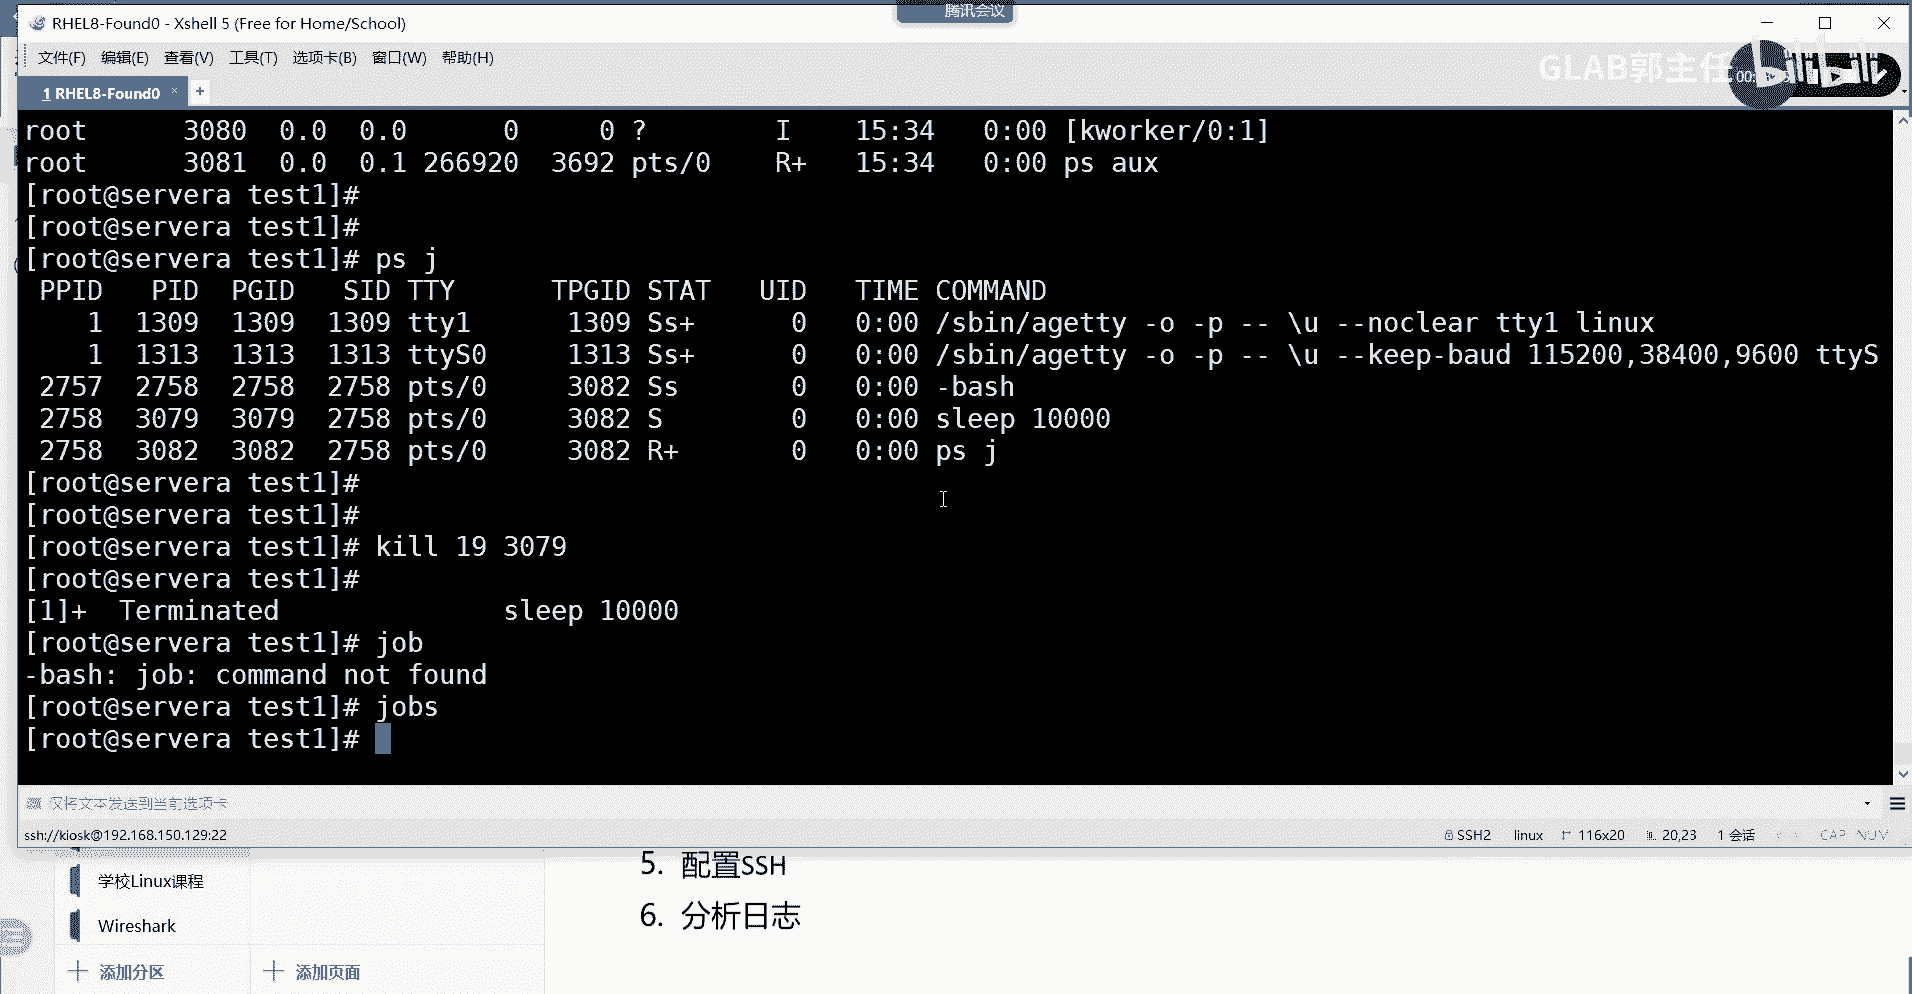 腾讯会议
RHEL8-Found0 - Xshell 5 (Free for Home/School)
文件(F) 编辑(E) 查看(V) 工具(T) 选项卡(B) 窗口(W) 帮助(H)
GLAB郭主任 bilibili
00:
1 RHEL8-Found0 × +
root 3080 0.0 0.0 0 0 ? I 15:34 0:00 [kworker/0:1]
root 3081 0.0 0.1 266920 3692 pts/0 R+ 15:34 0:00 ps aux
[root@servera test1]#
[root@servera test1]#
[root@servera test1]# ps j
PPID PID PGID SID TTY TPGID STAT UID TIME COMMAND
1 1309 1309 1309 tty1 1309 Ss+ 0 0:00 /sbin/agetty -o -p -- \u --noclear tty1 linux
1 1313 1313 1313 ttyS0 1313 Ss+ 0 0:00 /sbin/agetty -o -p -- \u --keep-baud 115200,38400,9600 ttyS
2757 2758 2758 2758 pts/0 3082 Ss 0 0:00 -bash
2758 3079 3079 2758 pts/0 3082 S 0 0:00 sleep 10000
2758 3082 3082 2758 pts/0 3082 R+ 0 0:00 ps j
[root@servera test1]#
[root@servera test1]#
[root@servera test1]# kill 19 3079
[root@servera test1]#
[1]+ Terminated sleep 10000
[root@servera test1]# job
-bash: job: command not found
[root@servera test1]# jobs
[root@servera test1]#
仅将文本发送到当前选项卡
ssh://kiosk@192.168.150.129:22 SSH2 linux 116x20 20,23 1 会话 CAP NUM
5. 配置SSH
学校Linux课程
6. 分析日志
Wireshark
添加分区 添加页面